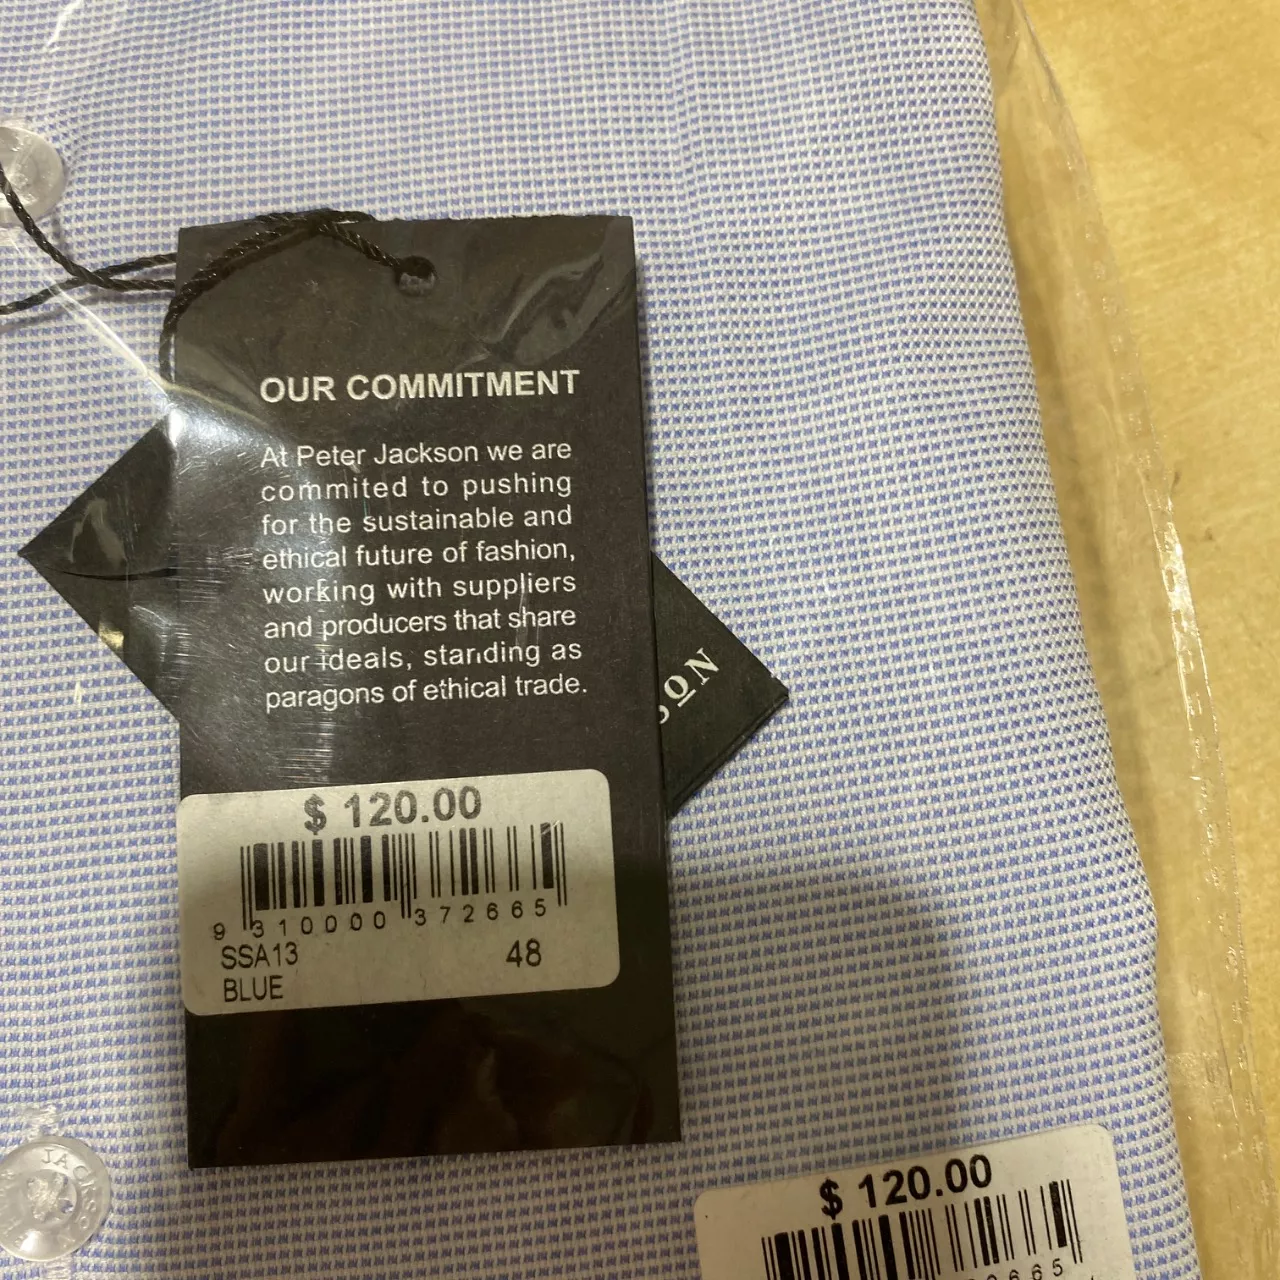 OUR COMMITMENT
At Peter Jackson we are
commited to pushing
for the sustainable and
ethical future of fashion,
working with suppliers
and producers that share
our ideals, standing as
paragons of ethical trade.
SON
$ 120.00
9 310000 372665
SSA13 48
BLUE
JACKSON
$ 120.00